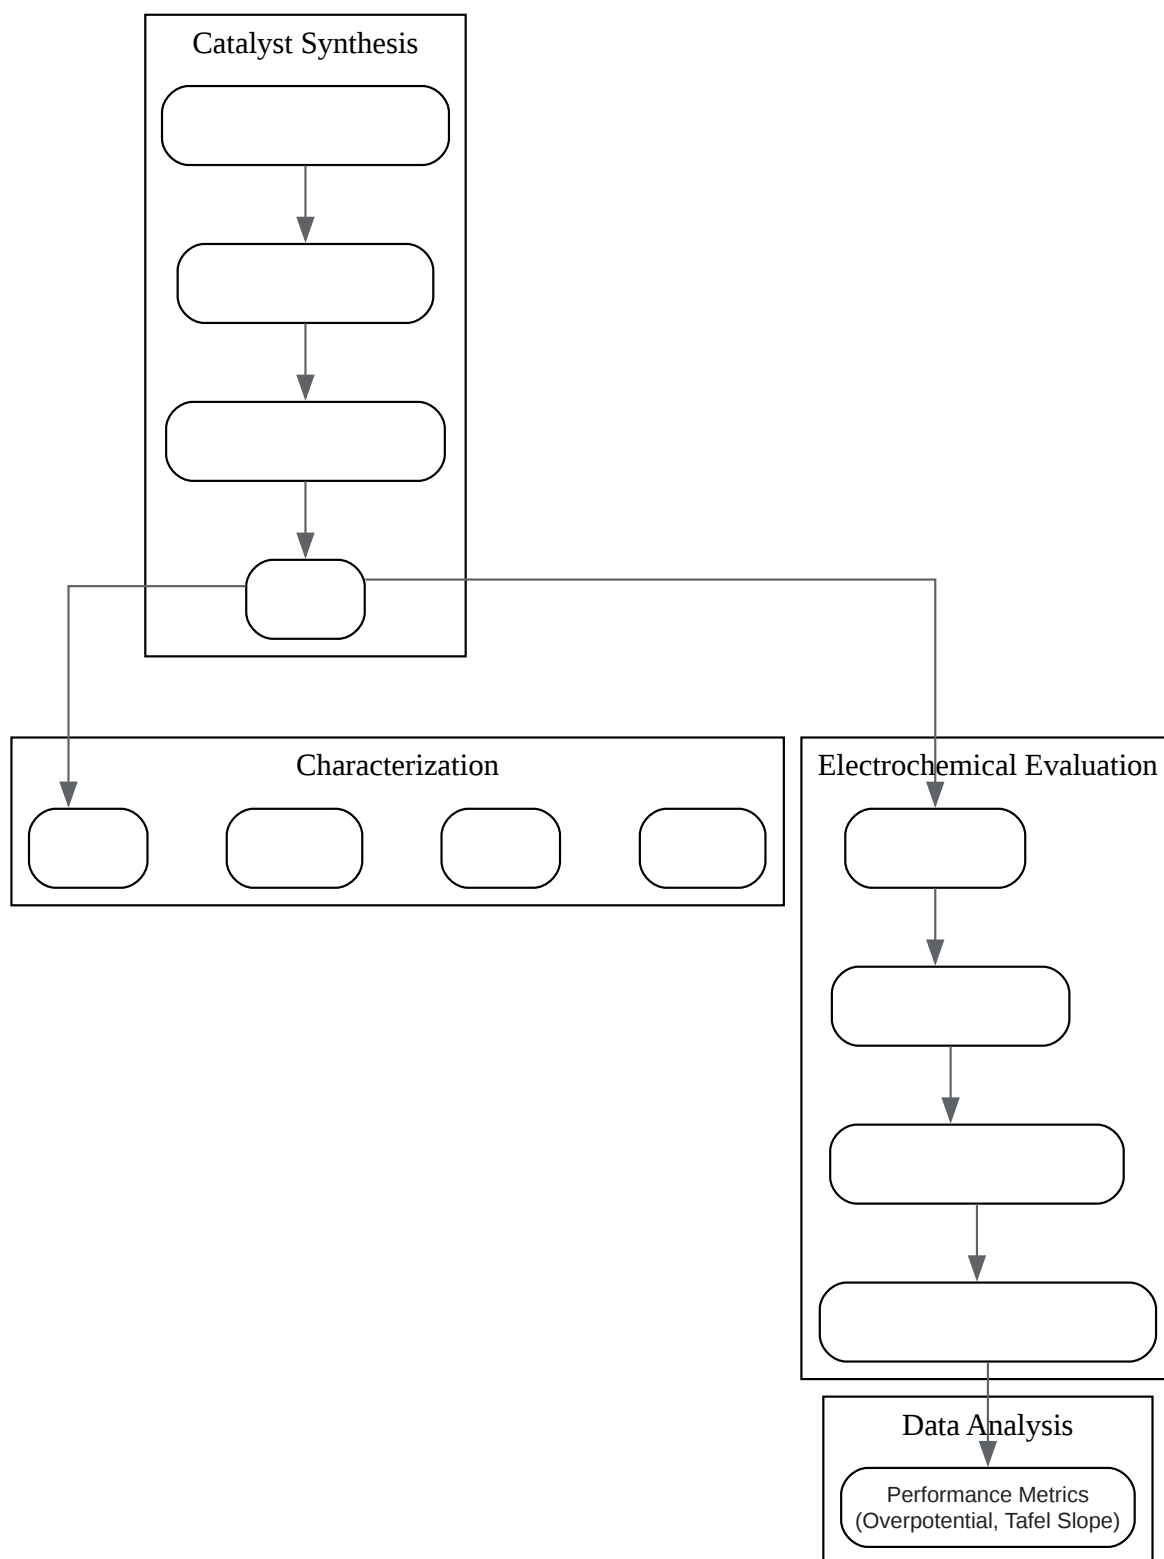 Catalyst Synthesis
Characterization
Electrochemical Evaluation
Data Analysis
Performance Metrics
(Overpotential, Tafel Slope)